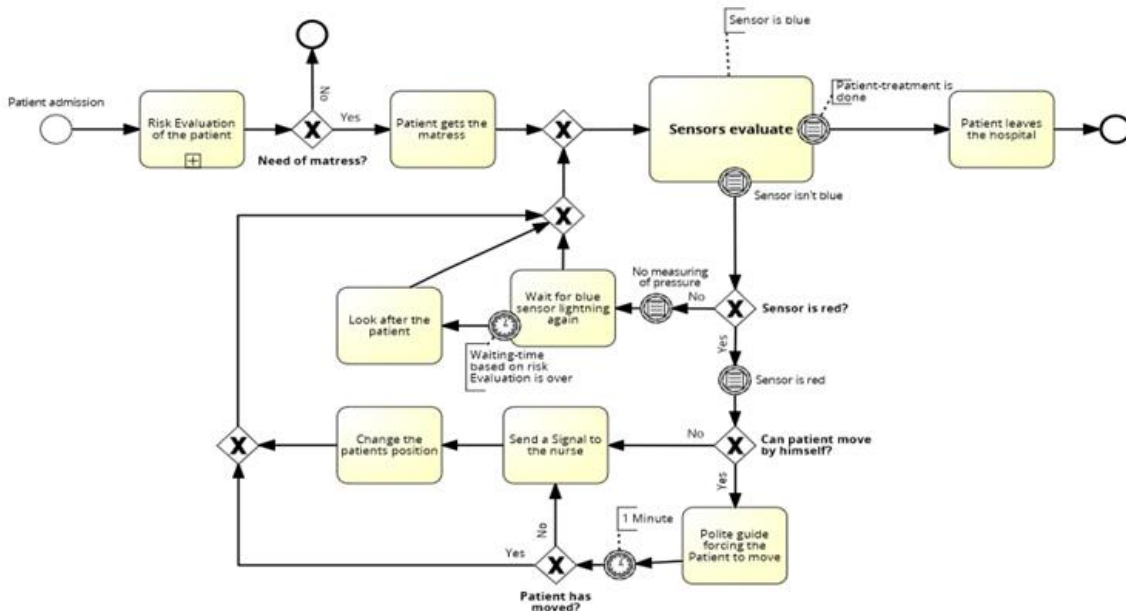 Sensor is blue
Patient admission
Risk Evaluation
of the patient
No
Yes
Need of matress?
Patient gets the
matress
Sensors evaluate
Patient-treatment is
done
Patient leaves
the hospital
Sensor isn't blue
No measuring
of pressure
No
Sensor is red?
Yes
Wait for blue
sensor lightning
again
Look after the
patient
Waiting-time
based on risk
Evaluation is over
Sensor is red
Can patient move
by himself?
No
Yes
Send a Signal to
the nurse
Change the
patients position
No
1 Minute
Yes
Patient has
moved?
Polite guide
forcing the
Patient to move